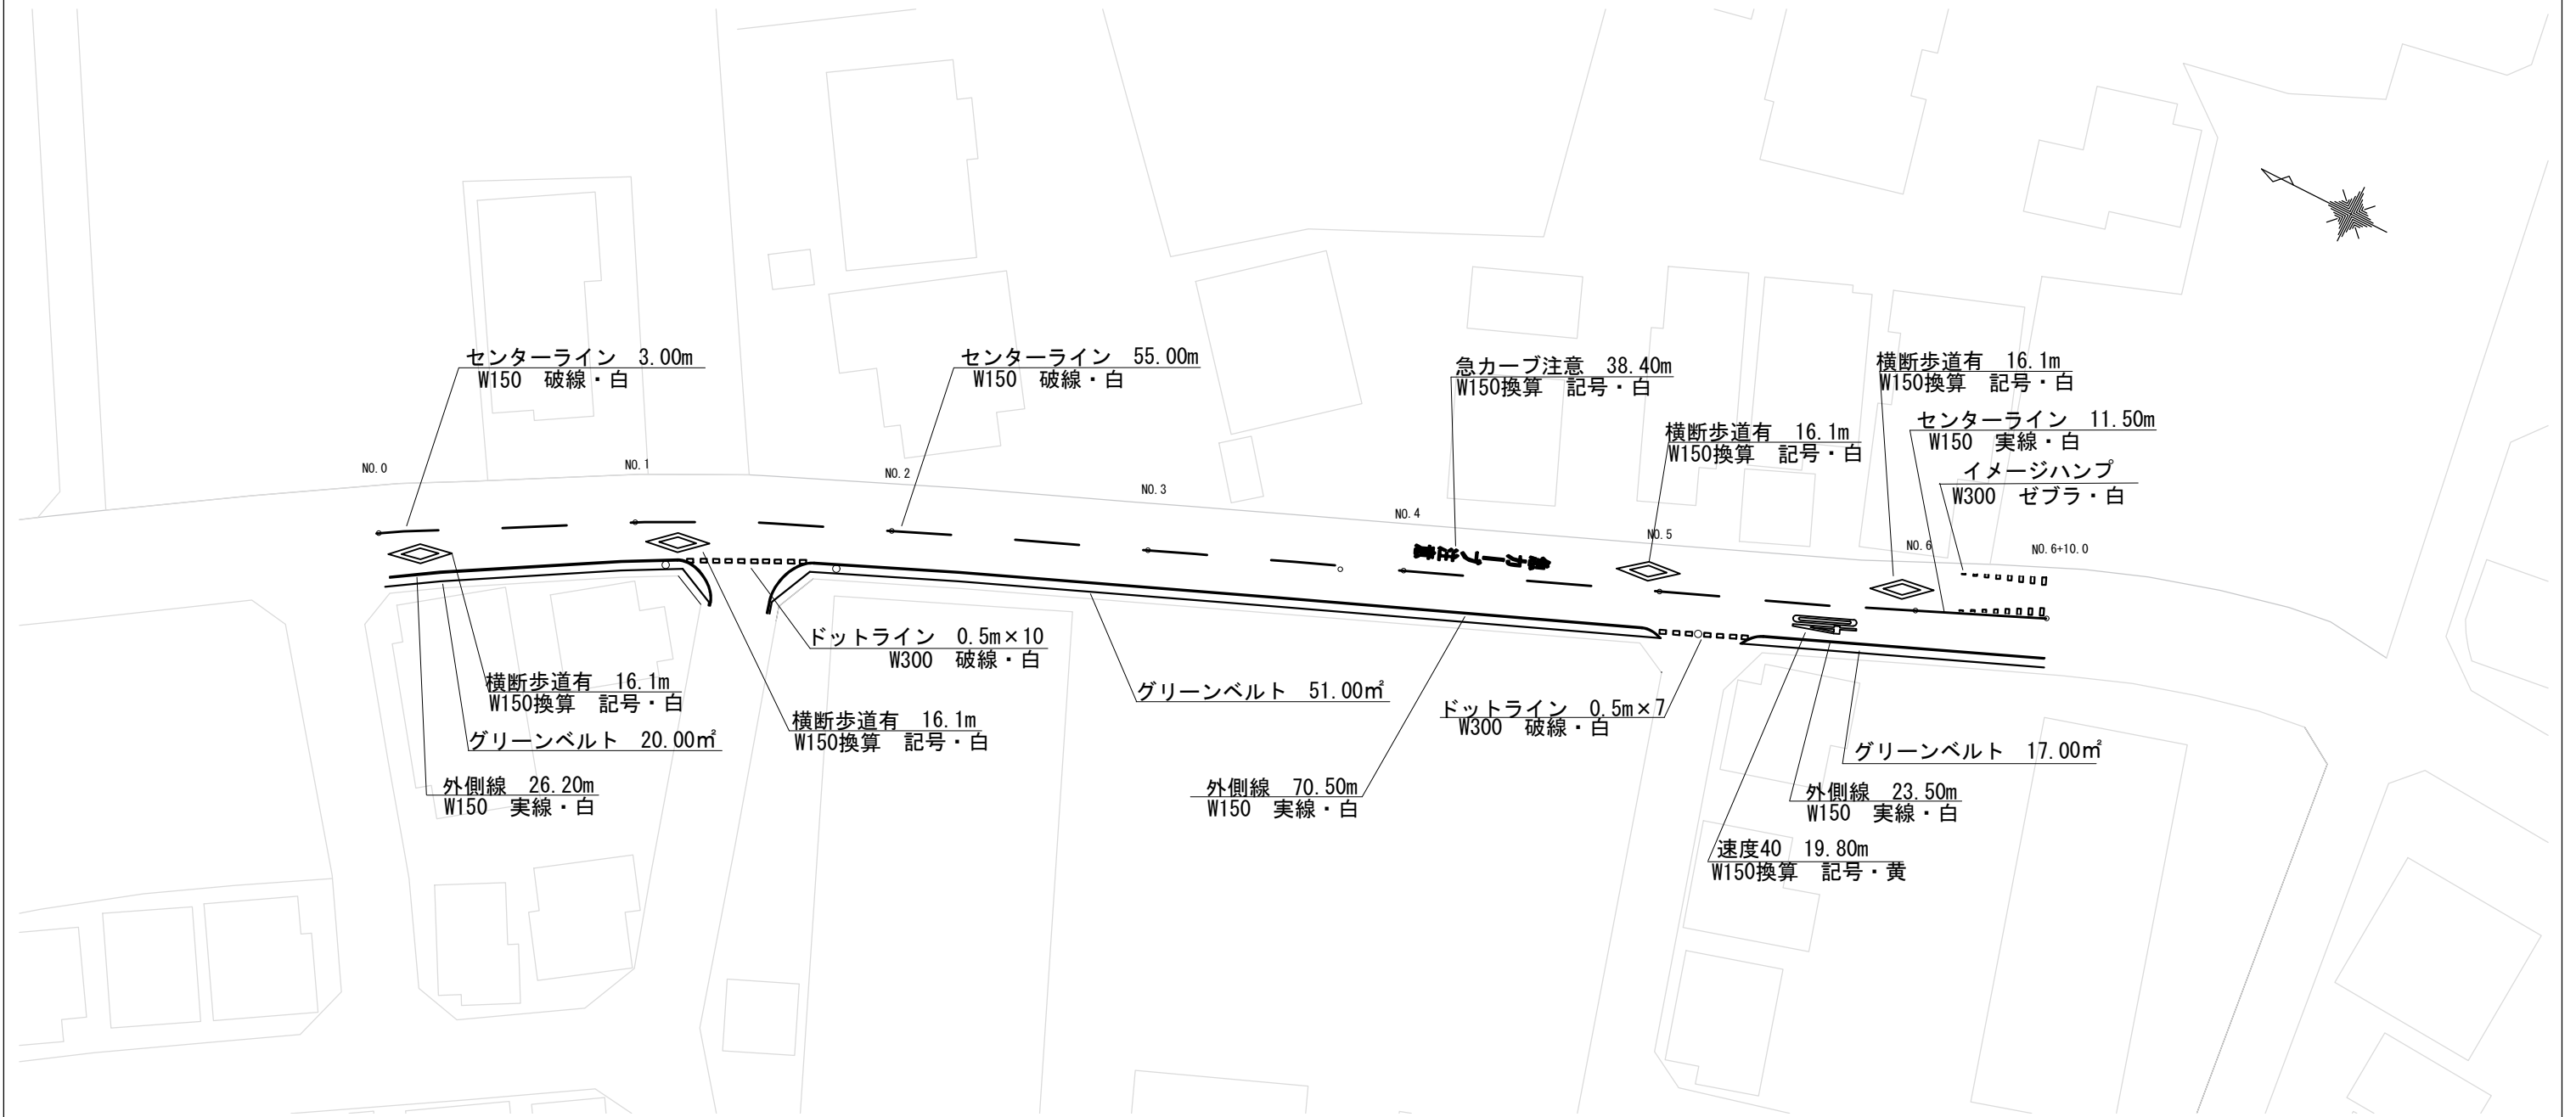 センターライン 3.00m
W150 破線・白
センターライン 55.00m
W150 破線・白
急カーブ注意 38.40m
W150換算 記号・白
横断歩道有 16.1m
W150換算 記号・白
横断歩道有 16.1m
W150換算 記号・白
センターライン 11.50m
W150 実線・白
イメージハンプ
W300 ゼブラ・白
NO.0
NO.1
NO.2
NO.3
NO.4
NO.5
NO.6
NO.6+10.0
急カーブ注意
40
ドットライン 0.5m×10
W300 破線・白
横断歩道有 16.1m
W150換算 記号・白
グリーンベルト 20.00㎡
外側線 26.20m
W150 実線・白
横断歩道有 16.1m
W150換算 記号・白
グリーンベルト 51.00㎡
外側線 70.50m
W150 実線・白
ドットライン 0.5m×7
W300 破線・白
グリーンベルト 17.00㎡
外側線 23.50m
W150 実線・白
速度40 19.80m
W150換算 記号・黄